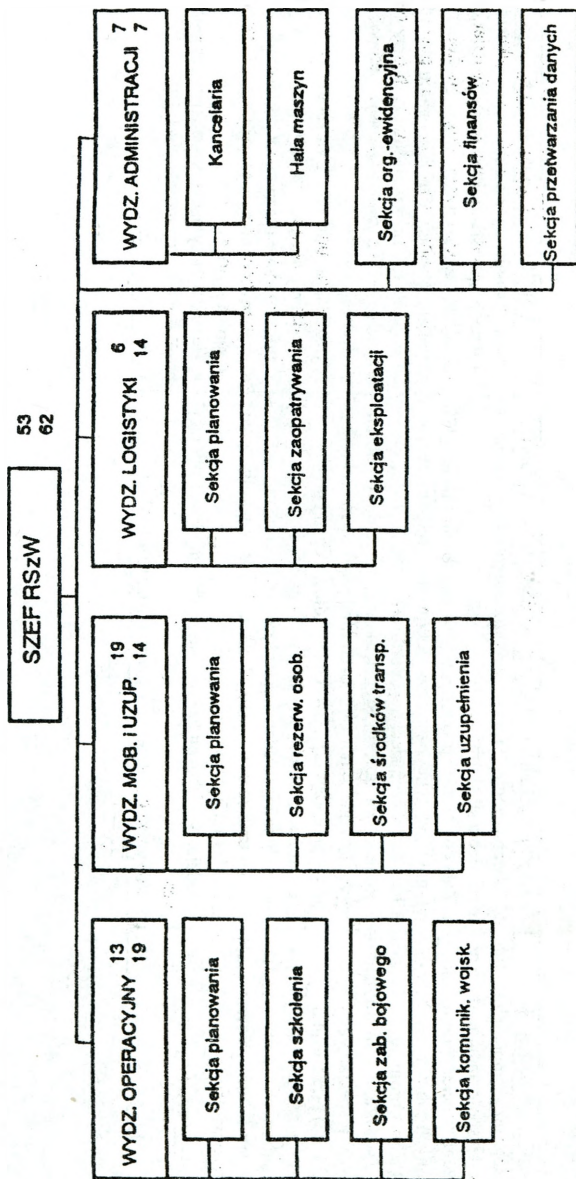 SZEF RSzW
53
62
WYDZ. OPERACYJNY 13
19
Sekcja planowania
Sekcja szkolenia
Sekcja zab. bojowego
Sekcja komunik. wojsk.
WYDZ. MOB. i UZUP. 19
14
Sekcja planowania
Sekcja rezerw. osob.
Sekcja środków transp.
Sekcja uzupełnienia
WYDZ. LOGISTYKI 6
14
Sekcja planowania
Sekcja zaopatrywania
Sekcja eksploatacji
WYDZ. ADMINISTRACJI 7
7
Kancelaria
Hala maszyn
Sekcja org.-ewidencyjna
Sekcja finansów
Sekcja przetwarzania danych